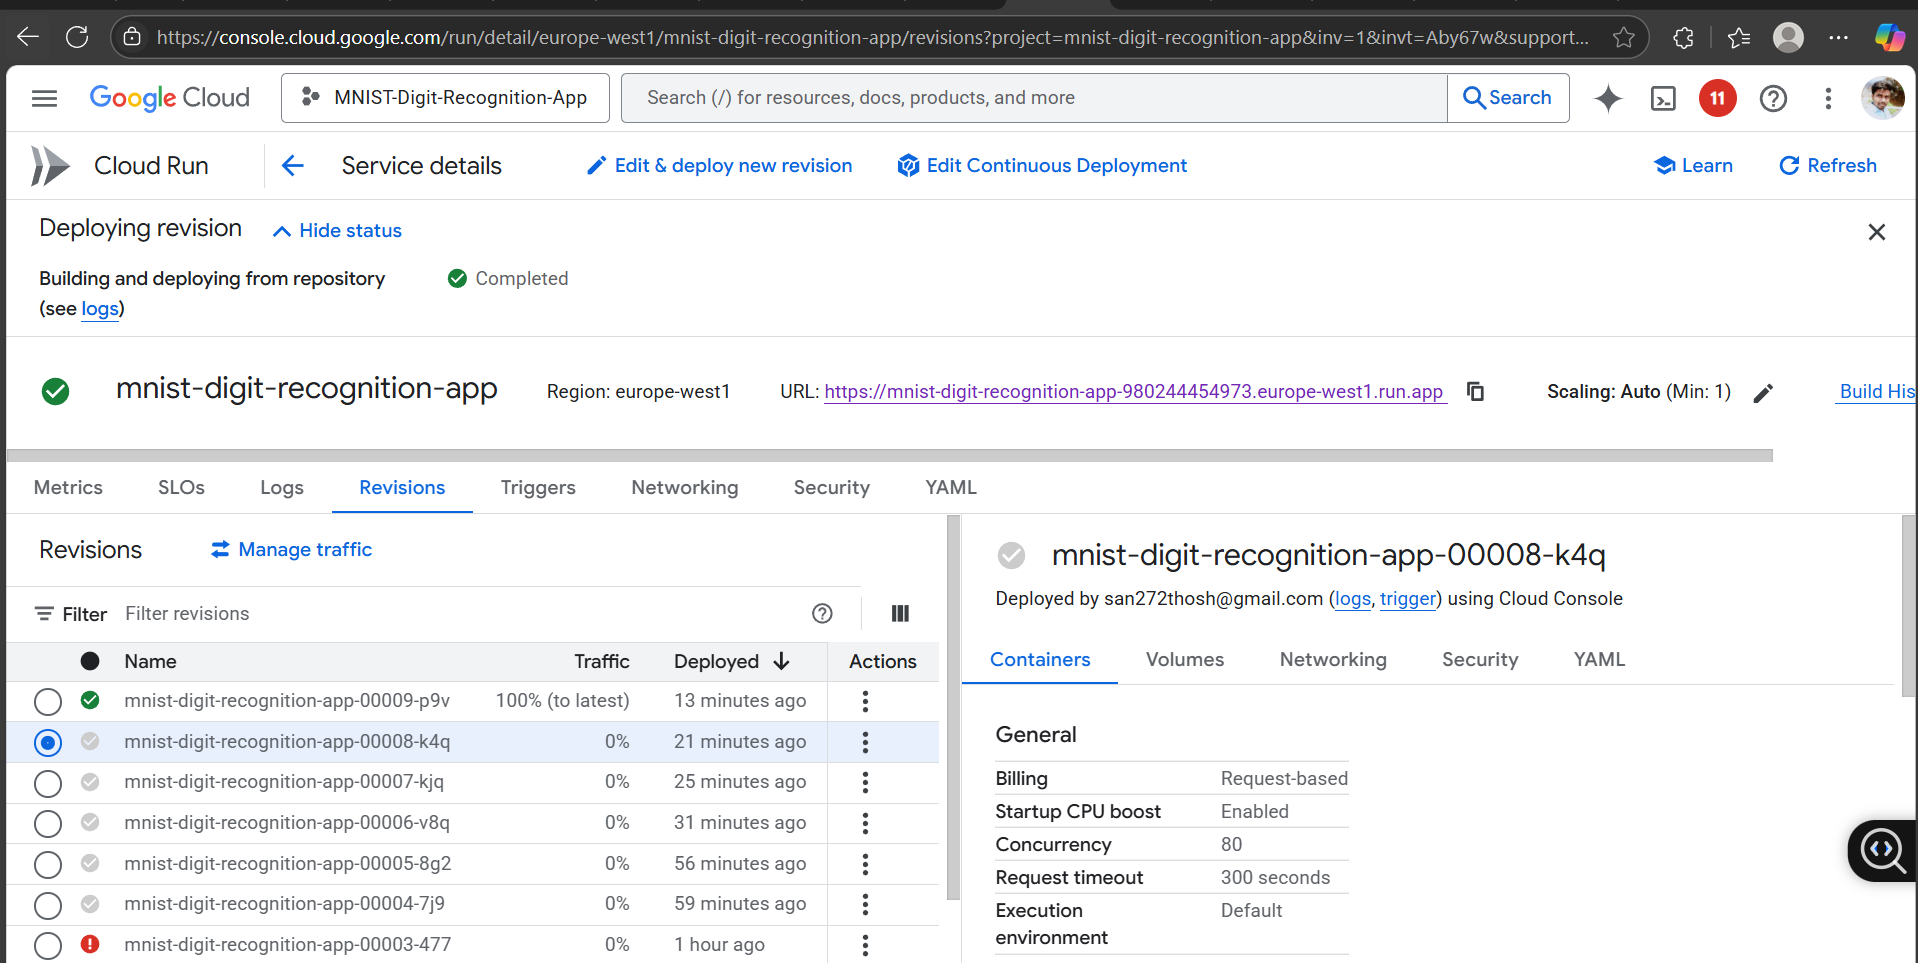 https://console.cloud.google.com/run/detail/europe-west1/mnist-digit-recognition-app/revisions?project=mnist-digit-recognition-app&inv=1&invt=Aby67w&support...
Google Cloud
MNIST-Digit-Recognition-App
Search (/) for resources, docs, products, and more
Search
11
Cloud Run
Service details
Edit & deploy new revision
Edit Continuous Deployment
Learn
Refresh
Deploying revision
Hide status
Building and deploying from repository
(see logs)
Completed
mnist-digit-recognition-app
Region: europe-west1
URL: https://mnist-digit-recognition-app-980244454973.europe-west1.run.app
Scaling: Auto (Min: 1)
Build His
Metrics
SLOs
Logs
Revisions
Triggers
Networking
Security
YAML
Revisions
Manage traffic
Filter
Filter revisions
Name Traffic Deployed Actions
mnist-digit-recognition-app-00009-p9v 100% (to latest) 13 minutes ago
mnist-digit-recognition-app-00008-k4q 0% 21 minutes ago
mnist-digit-recognition-app-00007-kjq 0% 25 minutes ago
mnist-digit-recognition-app-00006-v8q 0% 31 minutes ago
mnist-digit-recognition-app-00005-8g2 0% 56 minutes ago
mnist-digit-recognition-app-00004-7j9 0% 59 minutes ago
mnist-digit-recognition-app-00003-477 0% 1 hour ago
mnist-digit-recognition-app-00008-k4q
Deployed by san272thosh@gmail.com (logs, trigger) using Cloud Console
Containers
Volumes
Networking
Security
YAML
General
Billing Request-based
Startup CPU boost Enabled
Concurrency 80
Request timeout 300 seconds
Execution environment Default